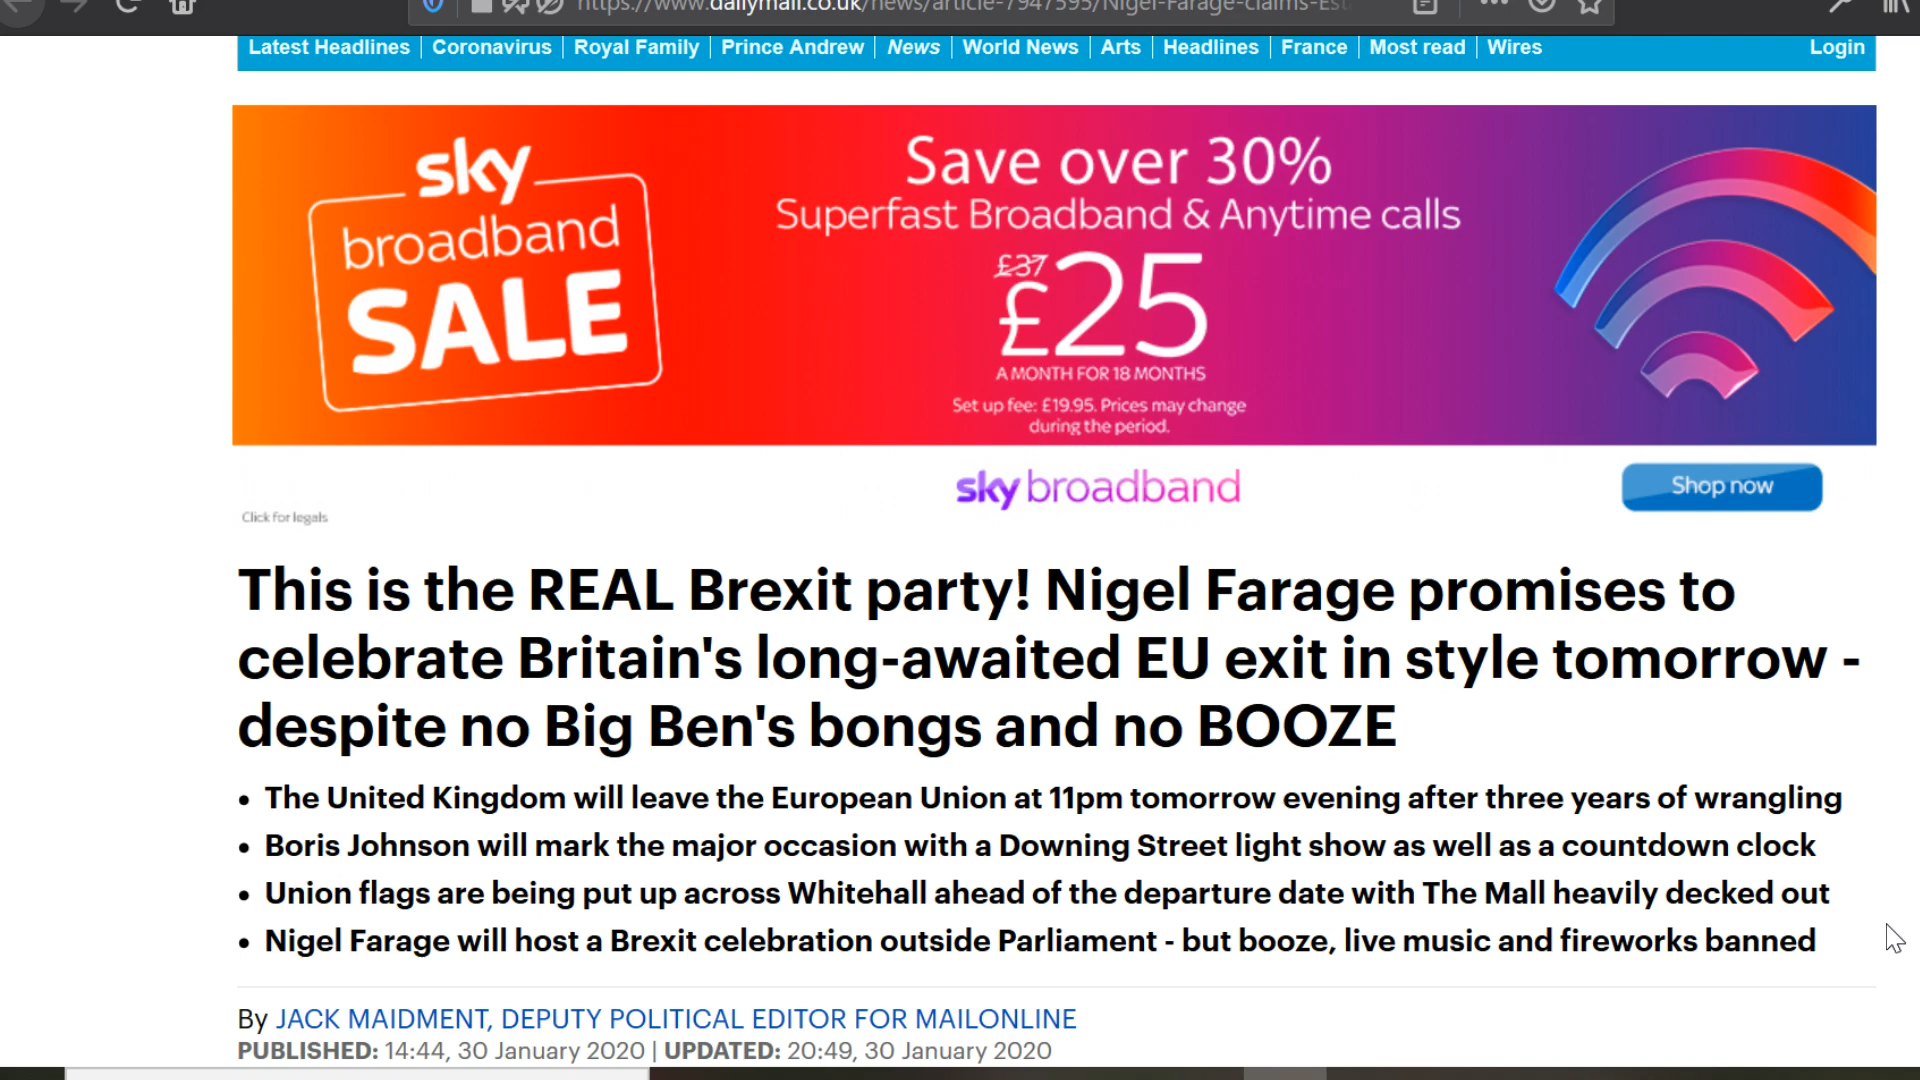 https://www.dailymail.co.uk/news/article-7947595/Nigel-Farage-claims-Est
Latest Headlines | Coronavirus | Royal Family | Prince Andrew | News | World News | Arts | Headlines | France | Most read | Wires
Login
sky
broadband
SALE
Save over 30%
Superfast Broadband & Anytime calls
£37
£25
A MONTH FOR 18 MONTHS
Set up fee: £19.95. Prices may change
during the period.
sky broadband
Shop now
Click for legals
This is the REAL Brexit party! Nigel Farage promises to
celebrate Britain's long-awaited EU exit in style tomorrow -
despite no Big Ben's bongs and no BOOZE
• The United Kingdom will leave the European Union at 11pm tomorrow evening after three years of wrangling
• Boris Johnson will mark the major occasion with a Downing Street light show as well as a countdown clock
• Union flags are being put up across Whitehall ahead of the departure date with The Mall heavily decked out
• Nigel Farage will host a Brexit celebration outside Parliament - but booze, live music and fireworks banned
By JACK MAIDMENT, DEPUTY POLITICAL EDITOR FOR MAILONLINE
PUBLISHED: 14:44, 30 January 2020 | UPDATED: 20:49, 30 January 2020